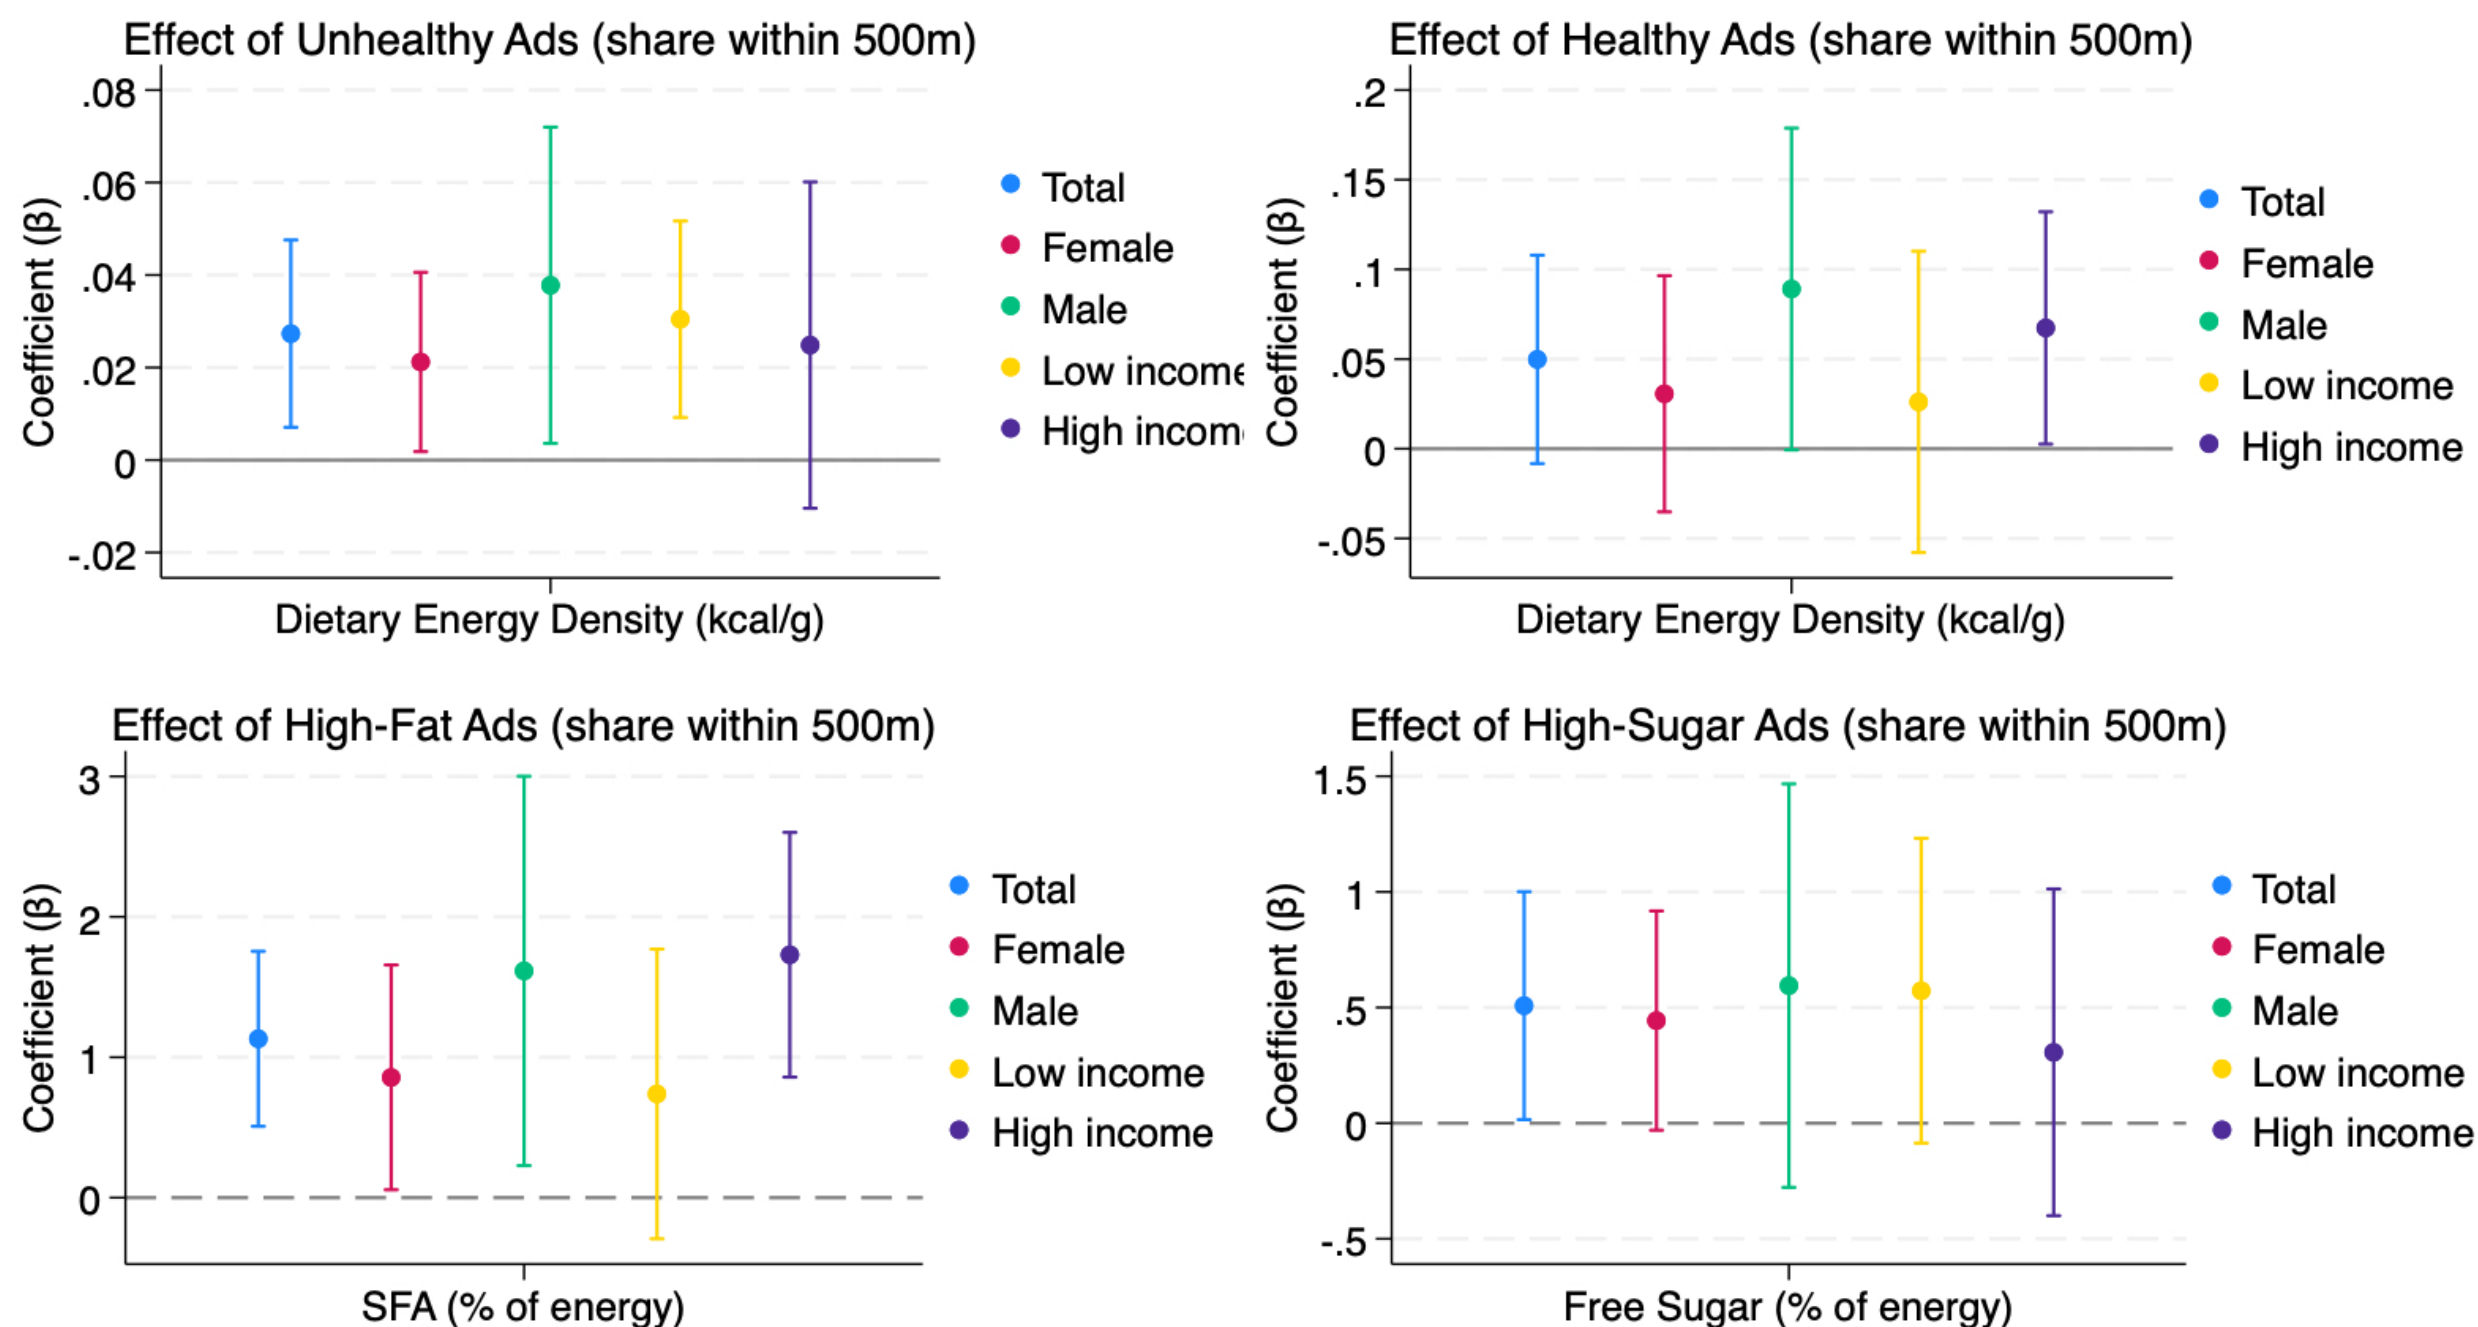 Effect of Unhealthy Ads (share within 500m)
Coefficient (β)
.08
.06
.04
.02
0
-.02
Dietary Energy Density (kcal/g)
Total
Female
Male
Low income
High incom
Effect of Healthy Ads (share within 500m)
Coefficient (β)
.2
.15
.1
.05
0
-.05
Dietary Energy Density (kcal/g)
Total
Female
Male
Low income
High income
Effect of High-Fat Ads (share within 500m)
Coefficient (β)
3
2
1
0
SFA (% of energy)
Total
Female
Male
Low income
High income
Effect of High-Sugar Ads (share within 500m)
Coefficient (β)
1.5
1
.5
0
-.5
Free Sugar (% of energy)
Total
Female
Male
Low income
High income